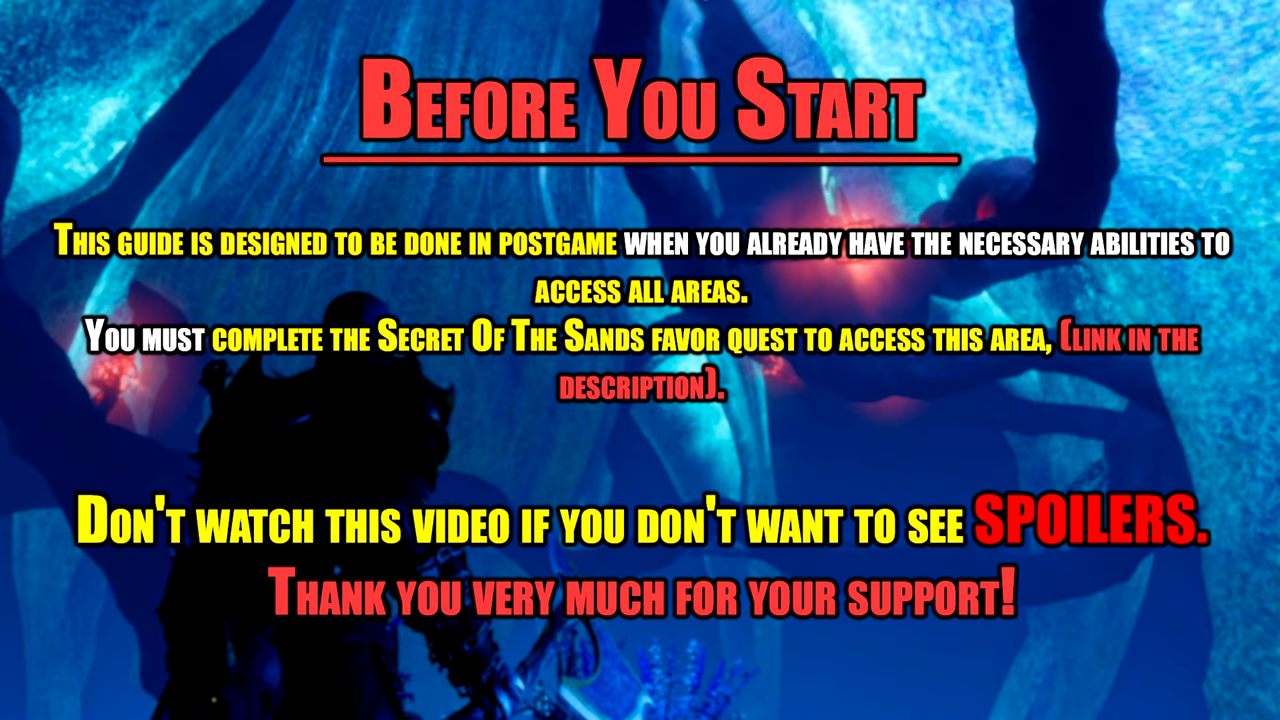 Before You Start
This guide is designed to be done in postgame when you already have the necessary abilities to
access all areas.
You must complete the Secret Of The Sands favor quest to access this area, (link in the
description).
Don't watch this video if you don't want to see SPOILERS.
Thank you very much for your support!